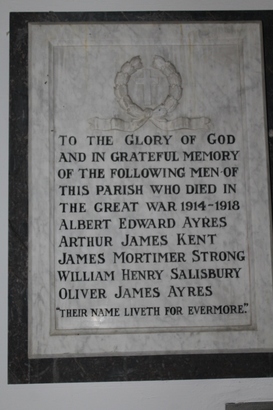 TO THE GLORY OF GOD
AND IN GRATEFUL MEMORY
OF THE FOLLOWING MEN OF
THIS PARISH WHO DIED IN
THE GREAT WAR 1914-1918
ALBERT EDWARD AYRES
ARTHUR JAMES KENT
JAMES MORTIMER STRONG
WILLIAM HENRY SALISBURY
OLIVER JAMES AYRES
"THEIR NAME LIVETH FOR EVERMORE."